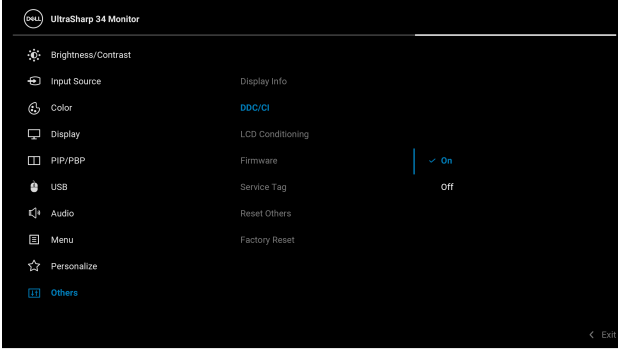 DELL UltraSharp 34 Monitor
Brightness/Contrast
Input Source
Color
Display
PIP/PBP
USB
Audio
Menu
Personalize
Others
Display Info
DDC/CI
LCD Conditioning
Firmware
Service Tag
Reset Others
Factory Reset
On
Off
Exit